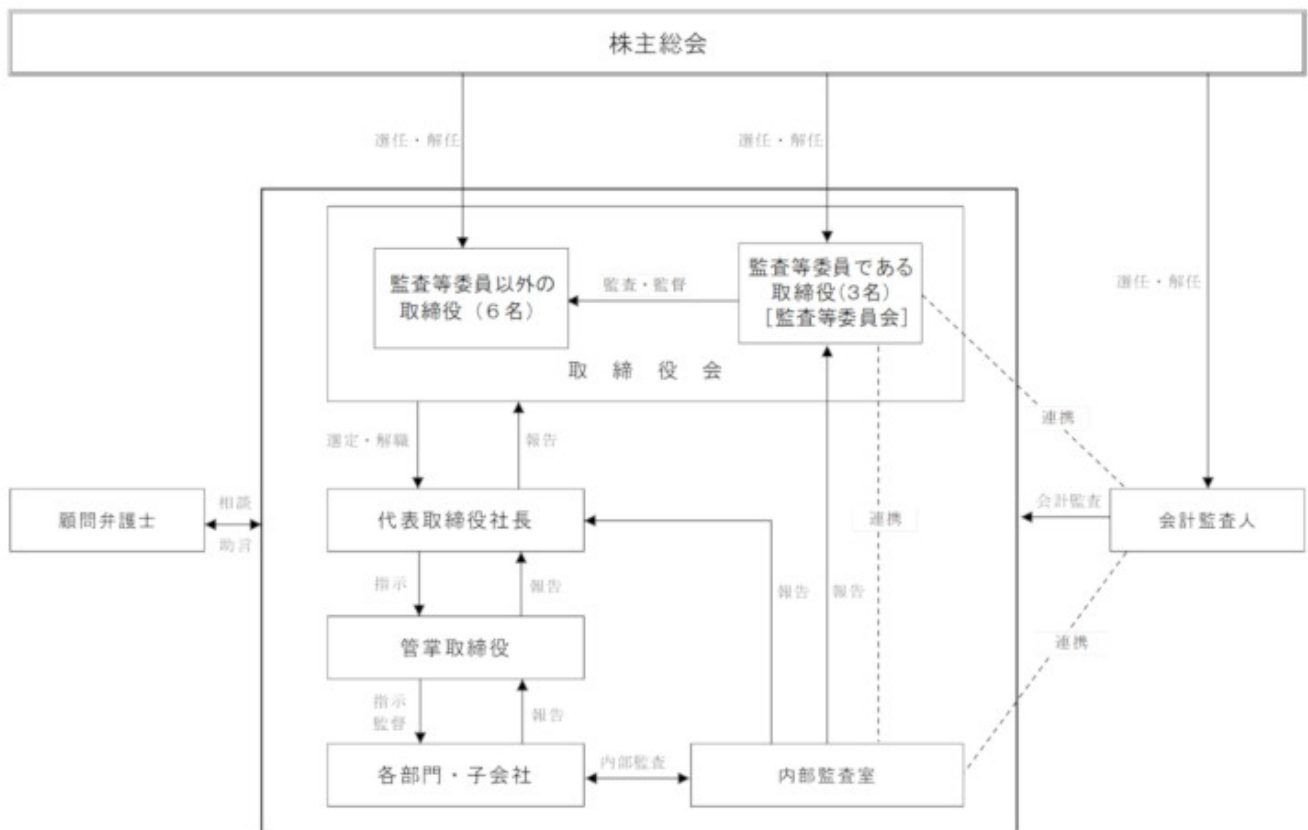 株主総会
選任・解任
選任・解任
選任・解任
監査等委員以外の
取締役（６名）
監査・監督
監査等委員である
取締役(3名)
[監査等委員会]
取締役会
連携
選定・解職
報告
顧問弁護士
相談
助言
代表取締役社長
連携
会計監査
会計監査人
指示
報告
報告
報告
管掌取締役
連携
指示
監督
報告
各部門・子会社
内部監査
内部監査室